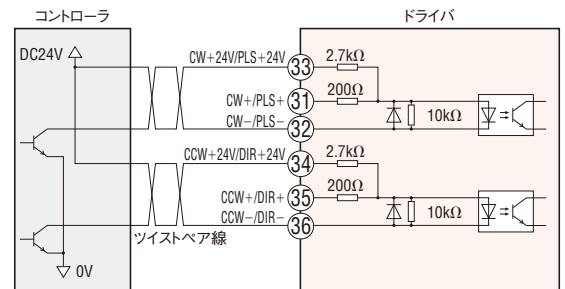 コントローラ
ドライバ
DC24V
CW+24V/PLS+24V
33
2.7kΩ
CW+/PLS+
31
200Ω
CW−/PLS−
32
10kΩ
CCW+24V/DIR+24V
34
2.7kΩ
CCW+/DIR+
35
200Ω
CCW−/DIR−
36
10kΩ
ツイストペア線
0V